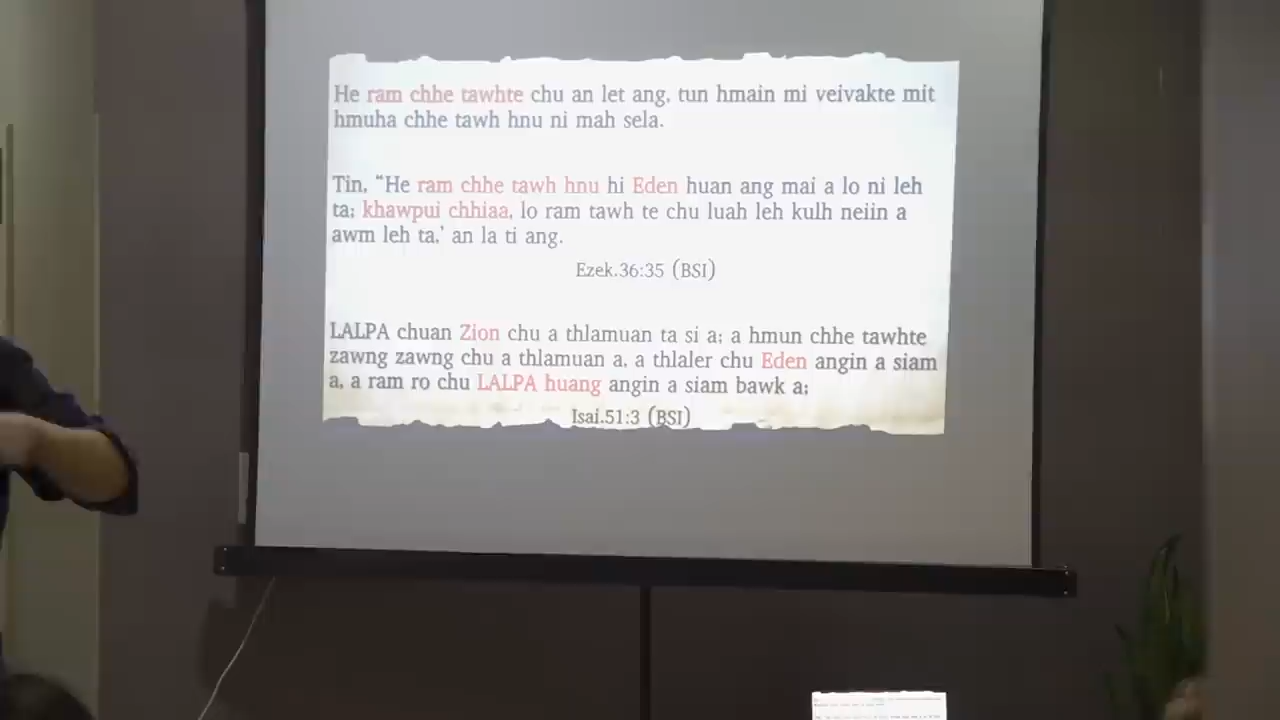 He ram chhe tawhte chu an let ang, tun hmain mi veivakte mit
hmuha chhe tawh hnu ni mah sela.
Tin, “He ram chhe tawh hnu hi Eden huan ang mai a lo ni leh
ta; khawpui chhiaa, lo ram tawh te chu luah leh kulh neiin a
awm leh ta,’ an la ti ang.
Ezek.36:35 (BSI)
LALPA chuan Zion chu a thlamuan ta si a; a hmun chhe tawhte
zawng zawng chu a thlamuan a, a thlaler chu Eden angin a siam
a, a ram ro chu LALPA huang angin a siam bawk a;
Isai.51:3 (BSI)